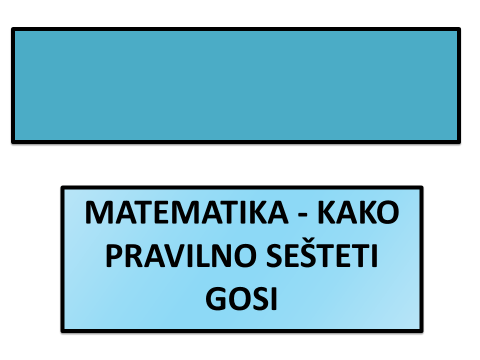 MATEMATIKA - KAKO
PRAVILNO SEŠTETI
GOSI